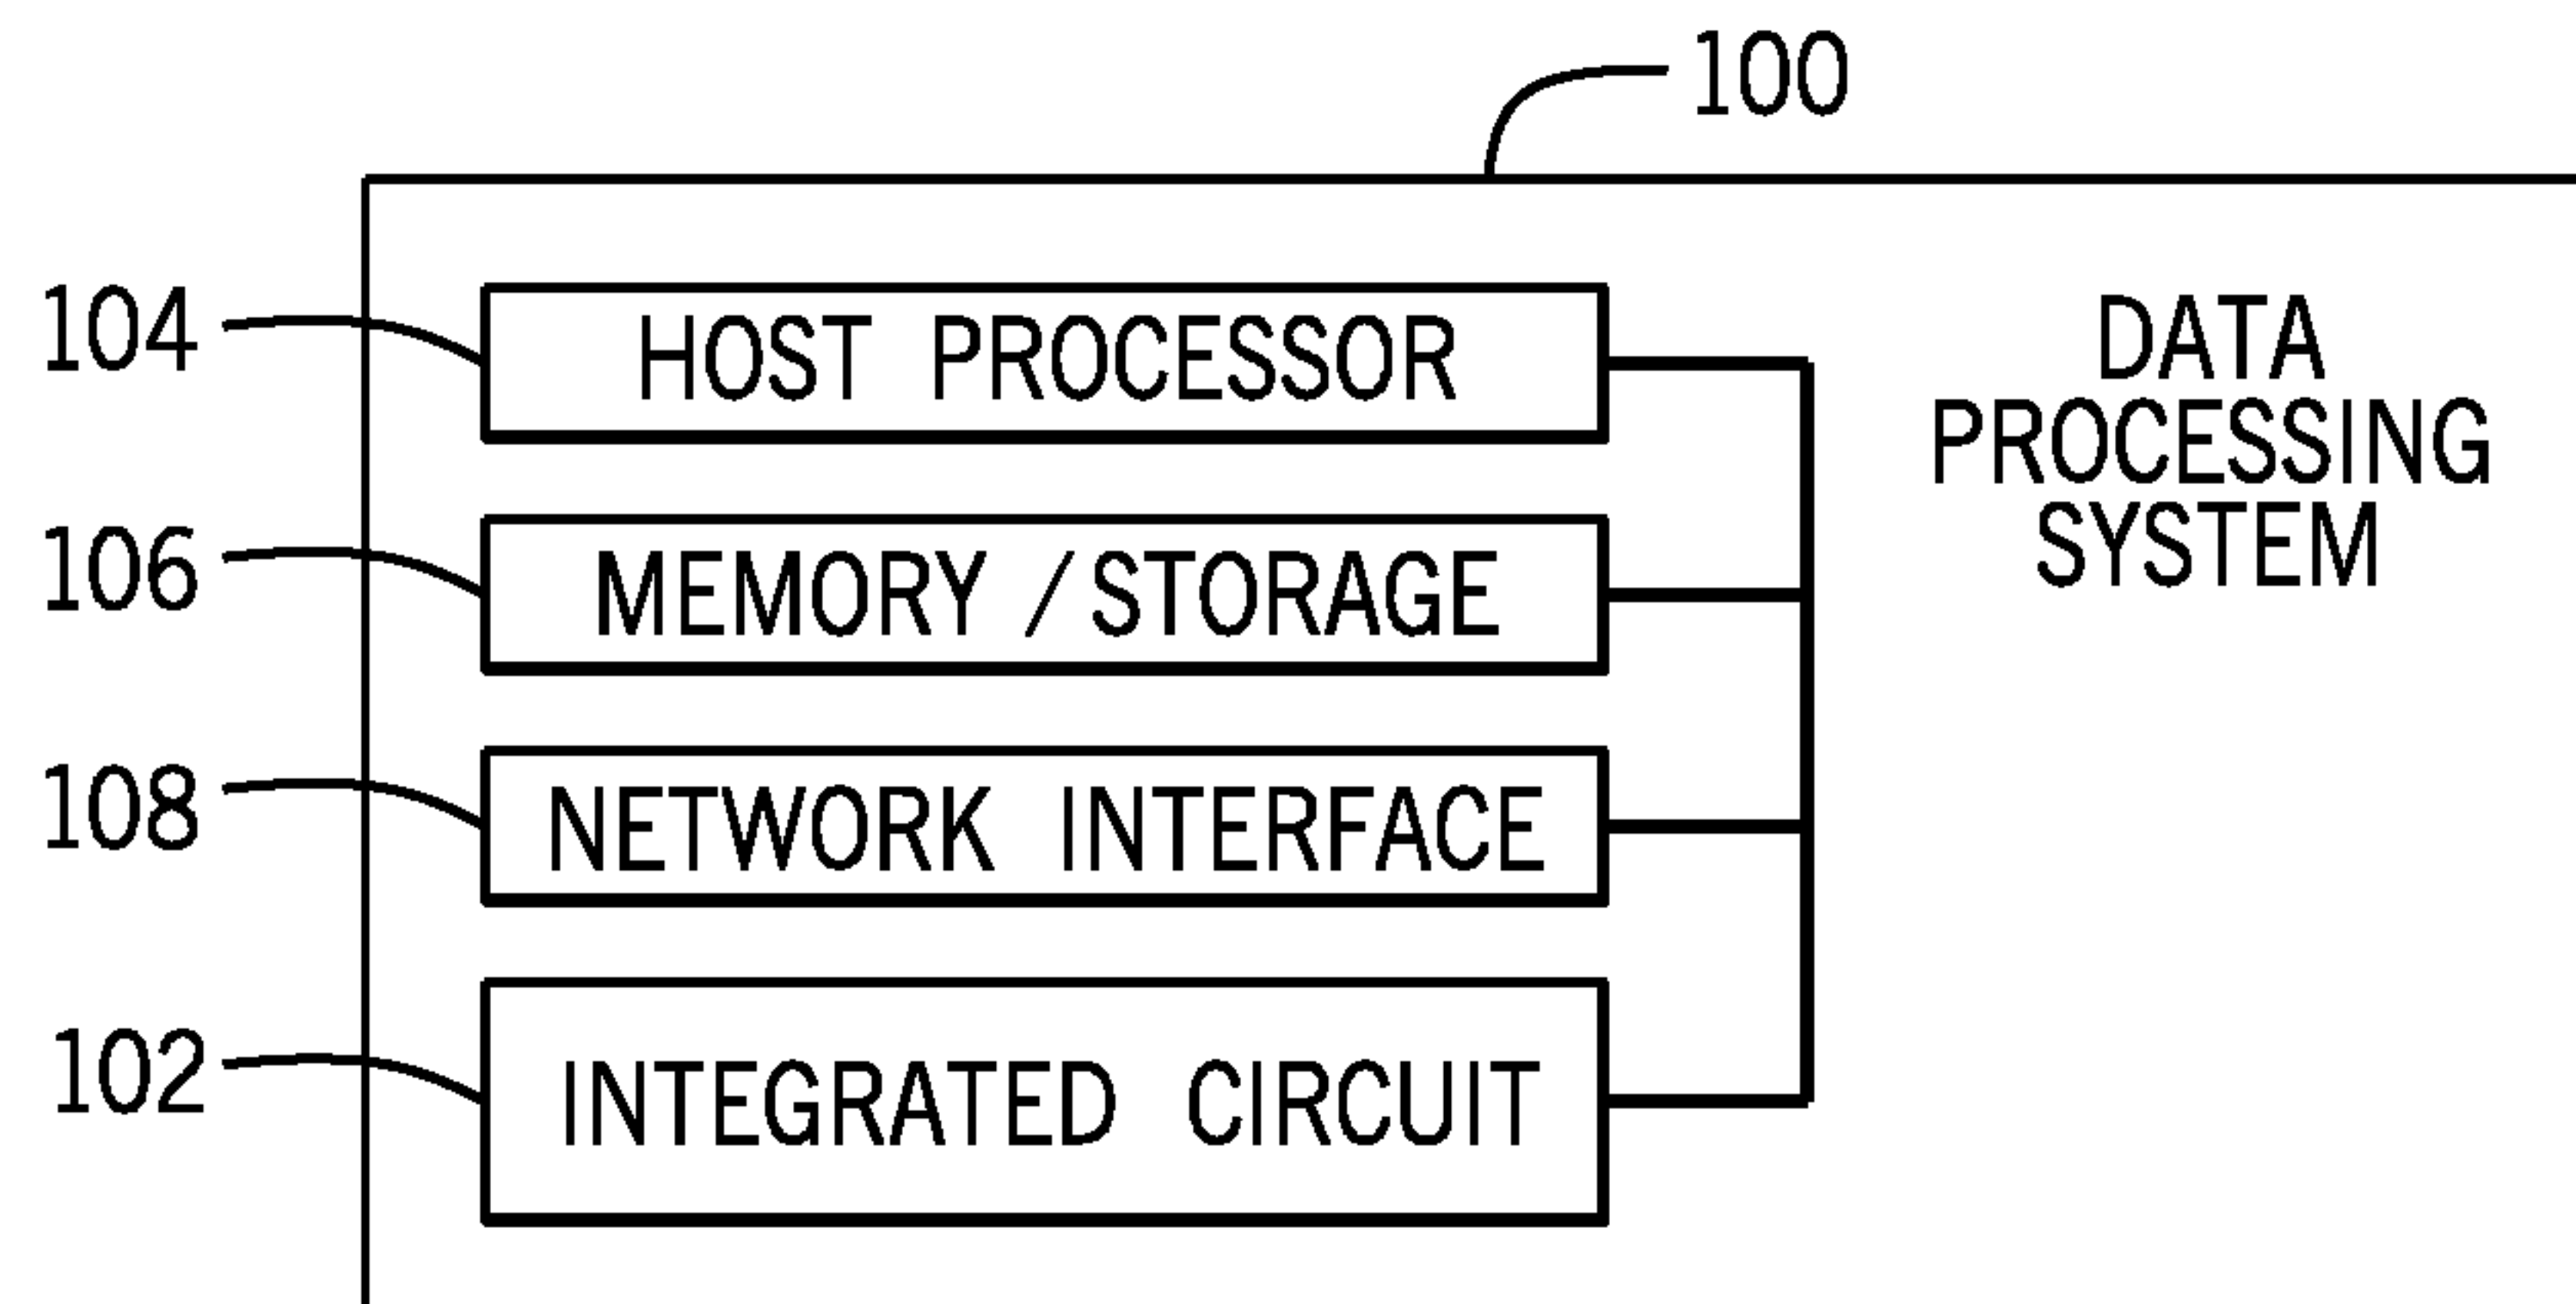 100
104
HOST PROCESSOR
DATA
PROCESSING
SYSTEM
106
MEMORY / STORAGE
108
NETWORK INTERFACE
102
INTEGRATED CIRCUIT